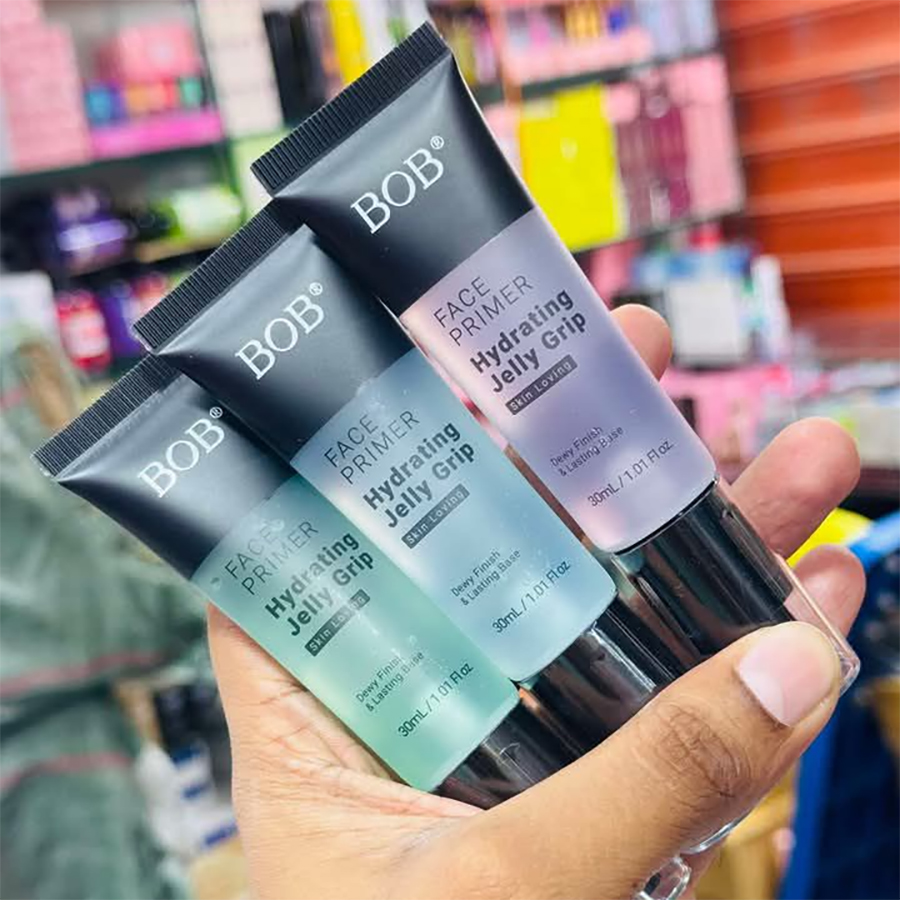 BOB®
FACE
PRIMER
Hydrating
Jelly Grip
Skin Loving
Dewy Finish
& Lasting Base
30mL/1.01 Fl oz.
BOB®
FACE
PRIMER
Hydrating
Jelly Grip
Skin Loving
Dewy Finish
& Lasting Base
30mL/1.01 Fl oz
BOB®
FACE
PRIMER
Hydrating
Jelly Grip
Skin Loving
Dewy Finish
& Lasting Base
30mL/1.01 Fl oz